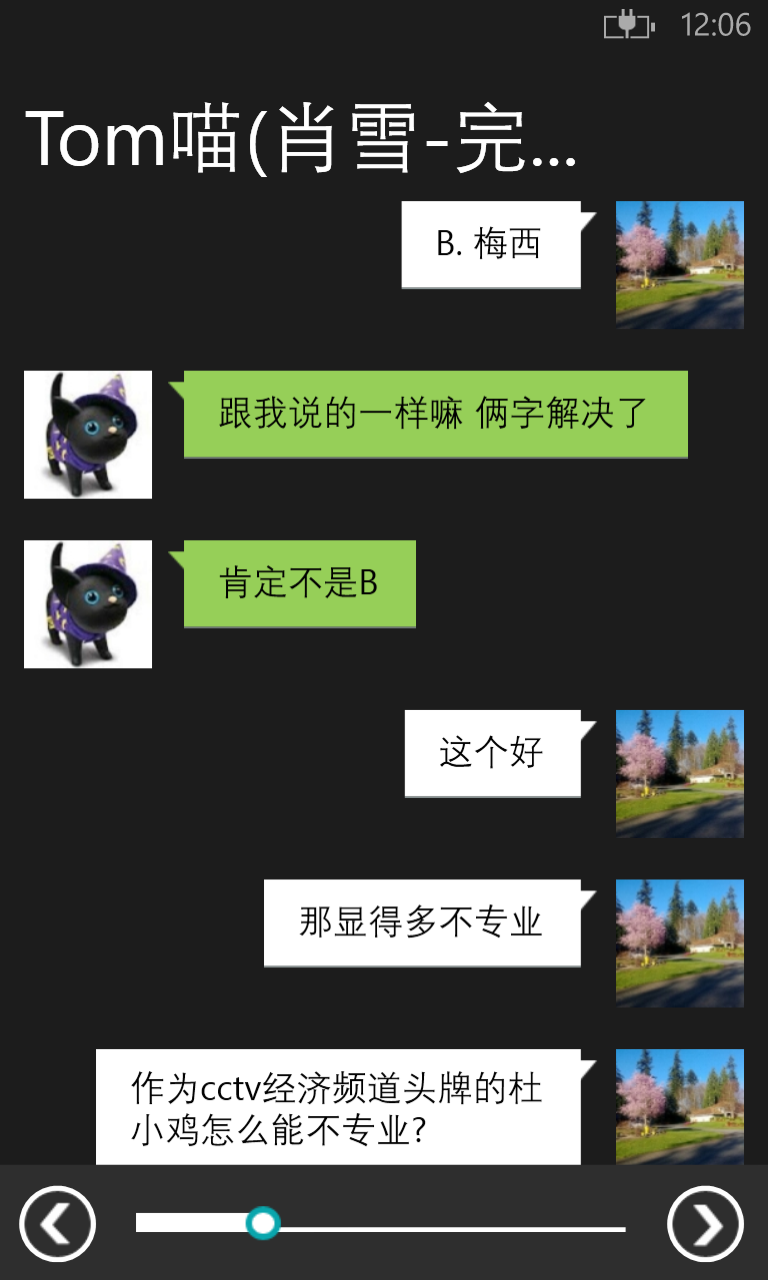 12:06
Tom喵(肖雪-完...
B. 梅西
跟我说的一样嘛 俩字解决了
肯定不是B
这个好
那显得多不专业
作为cctv经济频道头牌的杜
小鸡怎么能不专业?